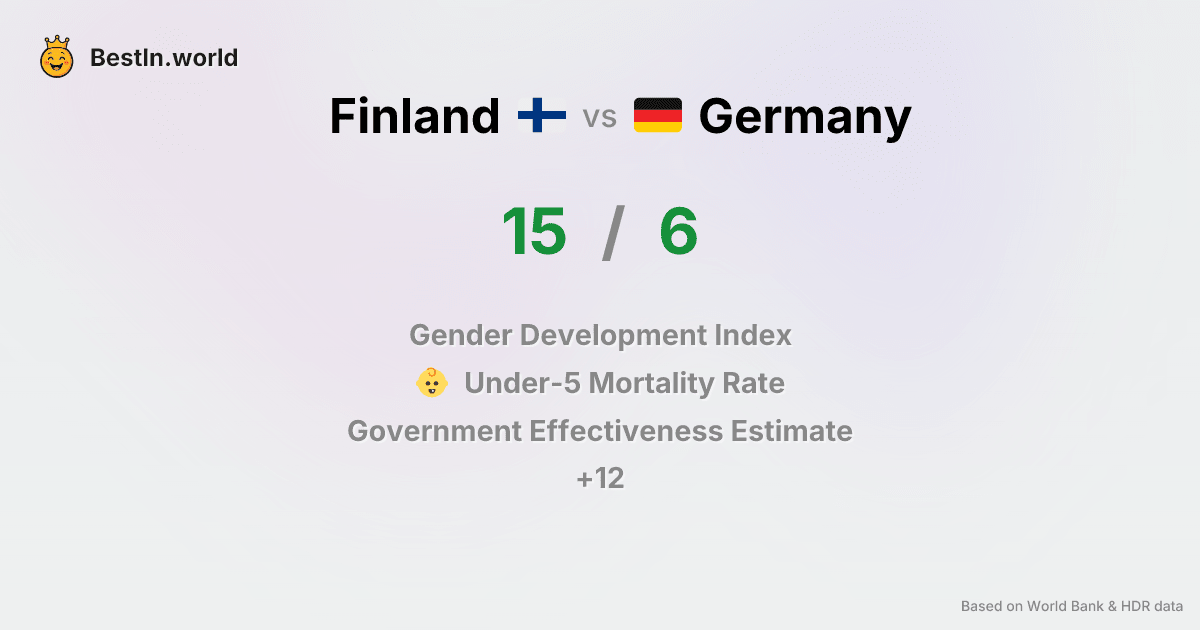 BestIn.world
Finland vs Germany
15 / 6
Gender Development Index
Under-5 Mortality Rate
Government Effectiveness Estimate
+12
Based on World Bank & HDR data